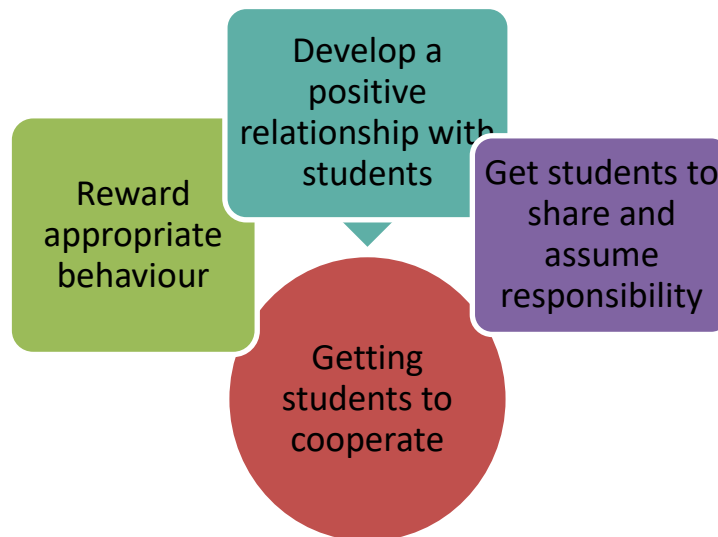 Develop a
positive
relationship with
students
Reward
appropriate
behaviour
Get students to
share and
assume
responsibility
Getting
students to
cooperate